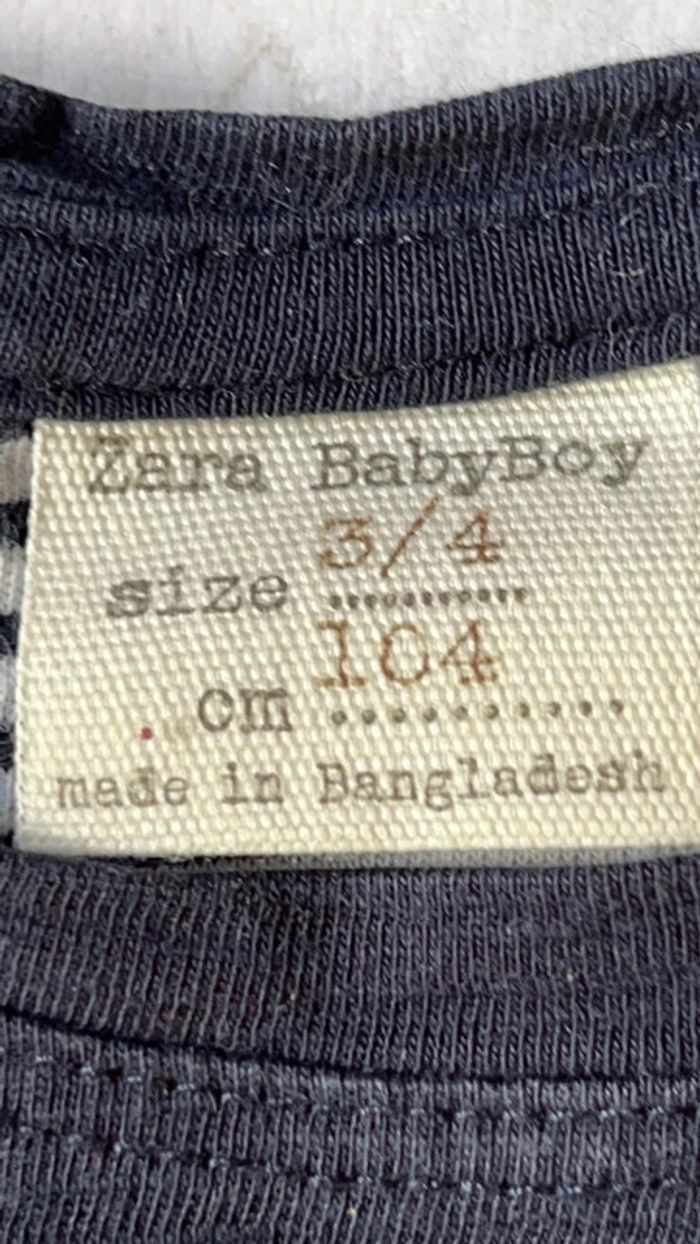 Zara BabyBoy
size 3/4
cm 104
made in Bangladesh